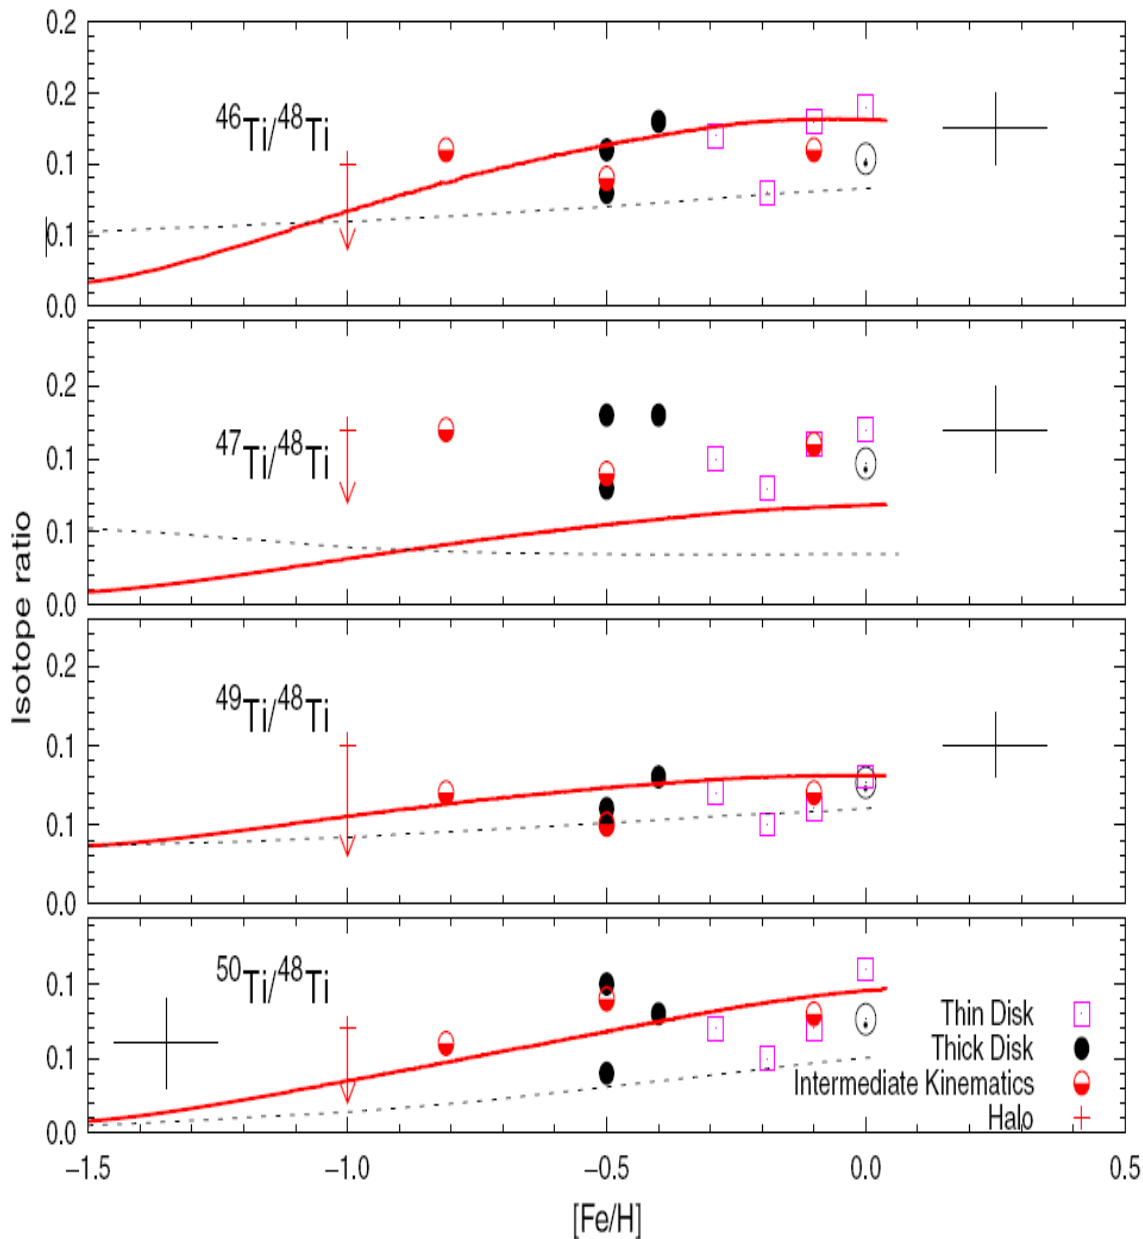 0.2
0.2
0.1
0.1
0.0
46Ti/48Ti
0.2
0.1
0.1
0.0
47Ti/48Ti
0.2
0.1
0.1
0.0
49Ti/48Ti
0.1
0.1
0.0
50Ti/48Ti
Thin Disk
Thick Disk
Intermediate Kinematics
Halo
−1.5 −1.0 −0.5 0.0 0.5
[Fe/H]
Isotope ratio